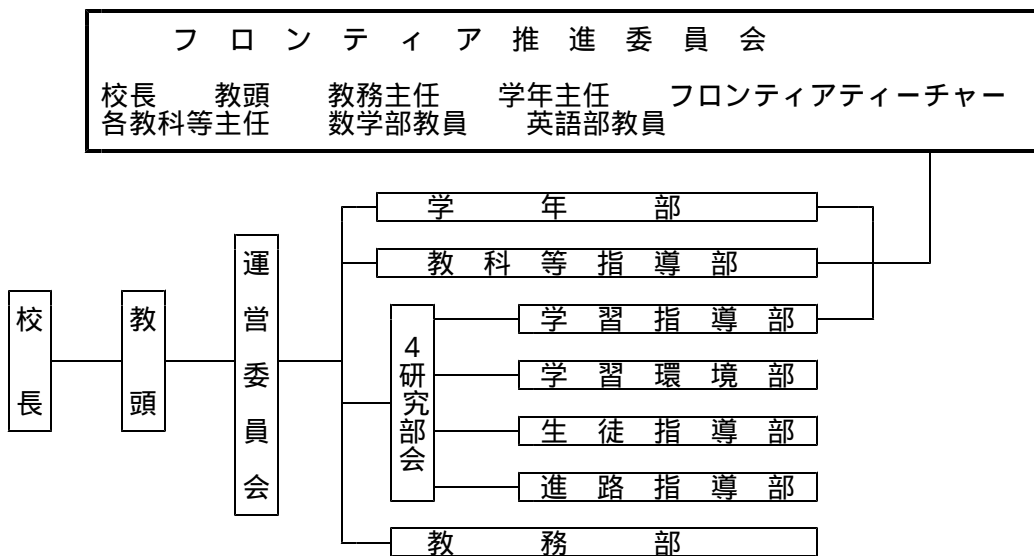 フロンティア推進委員会
校長 教頭 教務主任 学年主任 フロンティアティーチャー
各教科等主任 数学部教員 英語部教員
学年部
教科等指導部
校長
教頭
運営委員会
4研究部会
学習指導部
学習環境部
生徒指導部
進路指導部
教務部